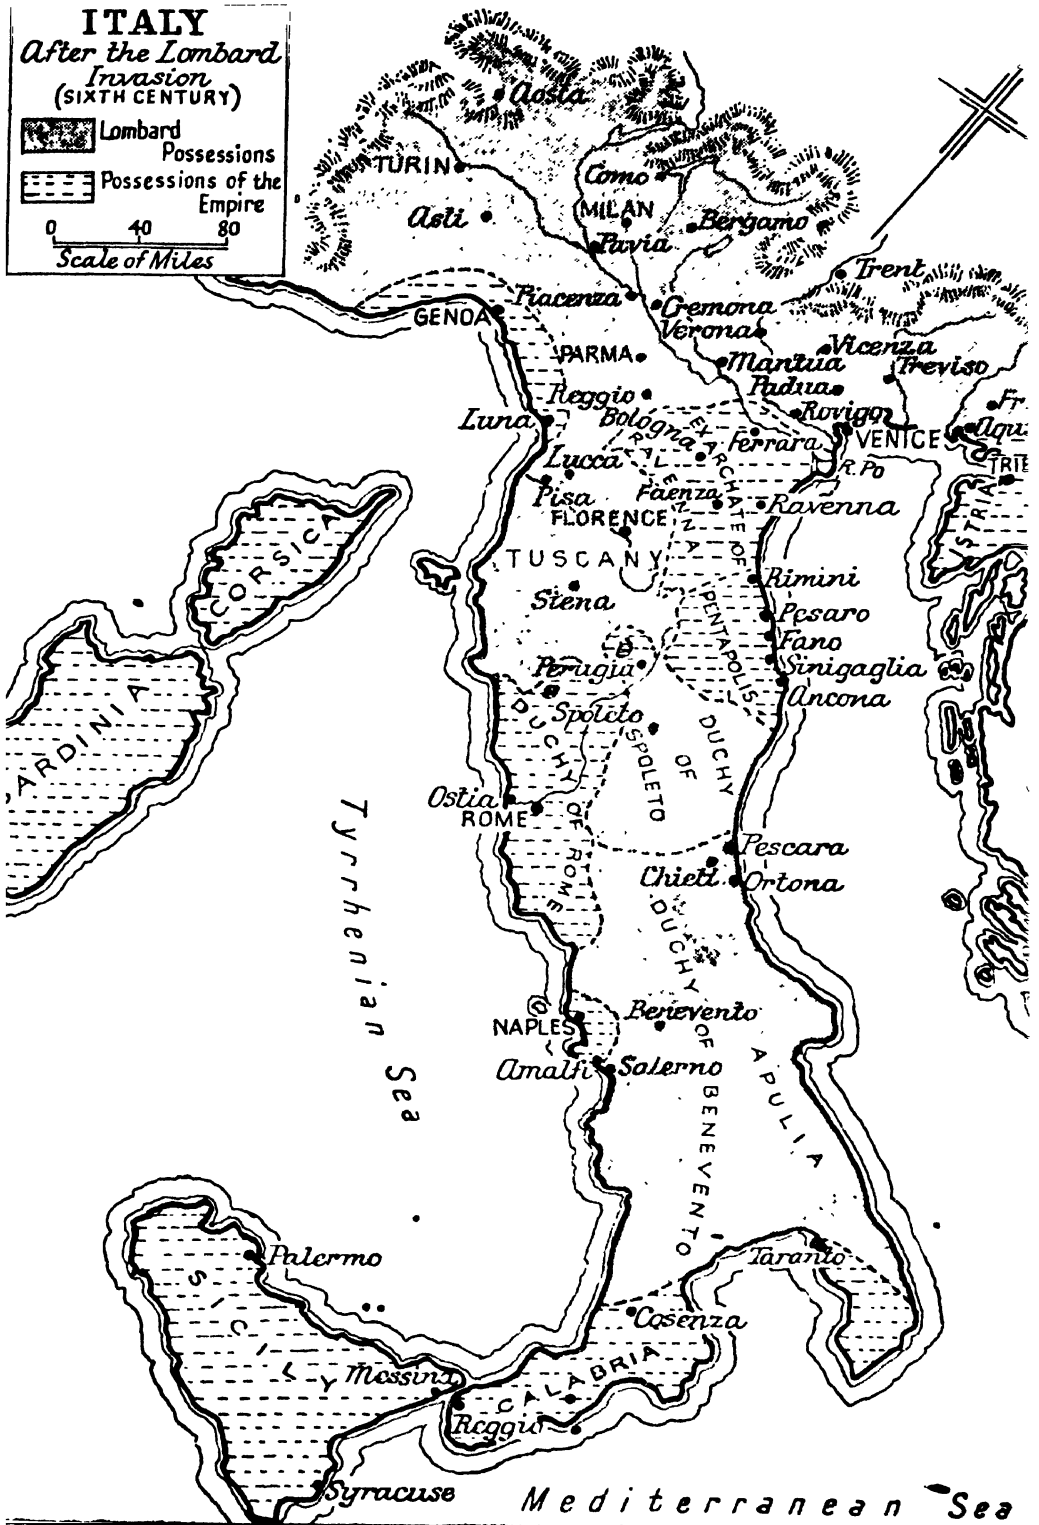 ITALY
After the Lombard
Invasion
(SIXTH CENTURY)
Lombard
Possessions
Possessions of the
Empire
0 40 80
Scale of Miles
Aosta
TURIN
Como
MILAN
Asti
Bergamo
Pavia
Trent
Piacenza
Cremona
GENOA
Verona
PARMA
Vicenza
Mantua
Treviso
Reggio
Padua
Fr
Luna
Bologna
Rovigo
Ferrara
VENICE
Aqu
Lucca
R. Po
TRIE
Pisa
Faenza
Ravenna
EXARCHATE OF
RAVENNA
FLORENCE
ISTRIA
TUSCANY
CORSICA
Rimini
Siena
Pesaro
PENTAPOLIS
Fano
Perugia
Sinigaglia
Ancona
SARDINIA
Spoleto
DUCHY
OF
SPOLETO
DUCHY OF ROME
Ostia
ROME
Tyrrhenian Sea
Pescara
Chieti
Ortona
DUCHY OF BENEVENTO
Benevento
NAPLES
APULIA
Amalfi
Salerno
Palermo
Taranto
SICILY
Cosenza
Messina
CALABRIA
Reggio
Syracuse
Mediterranean Sea